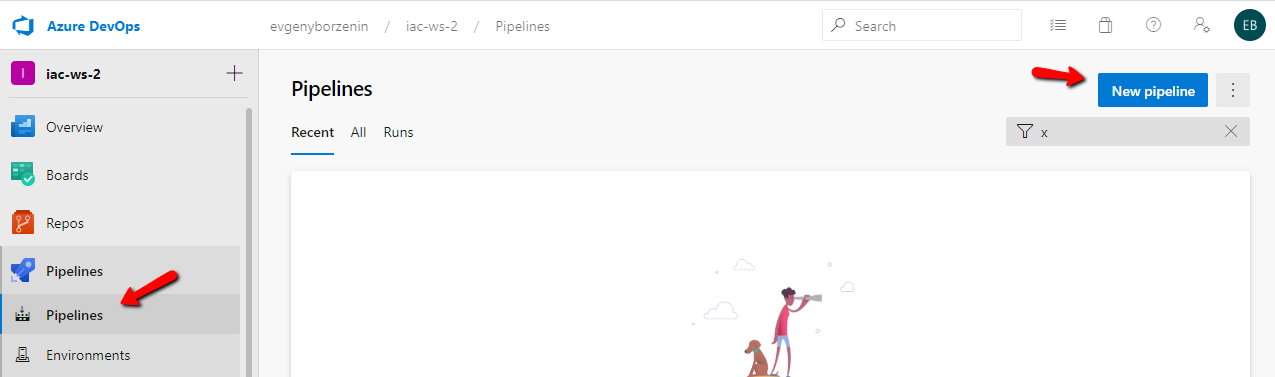 Azure DevOps
evgenyborzenin / iac-ws-2 / Pipelines
Search
EB
I
iac-ws-2
Overview
Boards
Repos
Pipelines
Pipelines
Environments
Pipelines
New pipeline
Recent All Runs
x